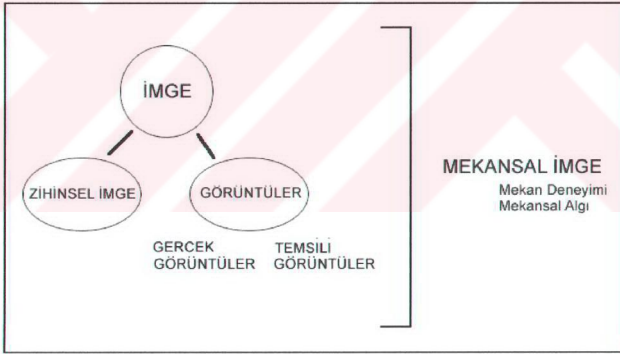 İMGE
ZİHİNSEL İMGE
GÖRÜNTÜLER
GERCEK
GÖRÜNTÜLER
TEMSİLİ
GÖRÜNTÜLER
MEKANSAL İMGE
Mekan Deneyimi
Mekansal Algı